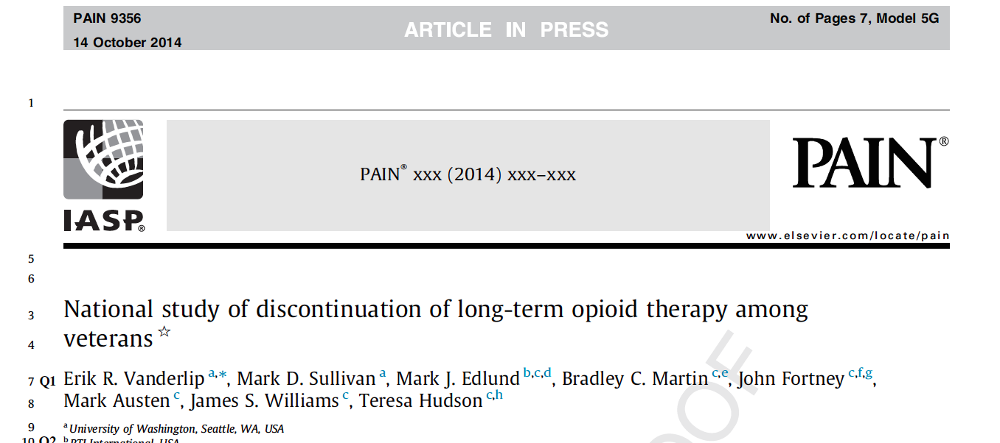 PAIN 9356
No. of Pages 7, Model 5G
ARTICLE IN PRESS
14 October 2014
1
PAIN® xxx (2014) xxx–xxx
PAIN®
IASP®
www.elsevier.com/locate/pain
5
6
3 National study of discontinuation of long-term opioid therapy among
4 veterans ☆
7 Q1 Erik R. Vanderlip a,*, Mark D. Sullivan a, Mark J. Edlund b,c,d, Bradley C. Martin c,e, John Fortney c,f,g,
8 Mark Austen c, James S. Williams c, Teresa Hudson c,h
9 a University of Washington, Seattle, WA, USA
10 Q2 b RTI International, USA
OOF